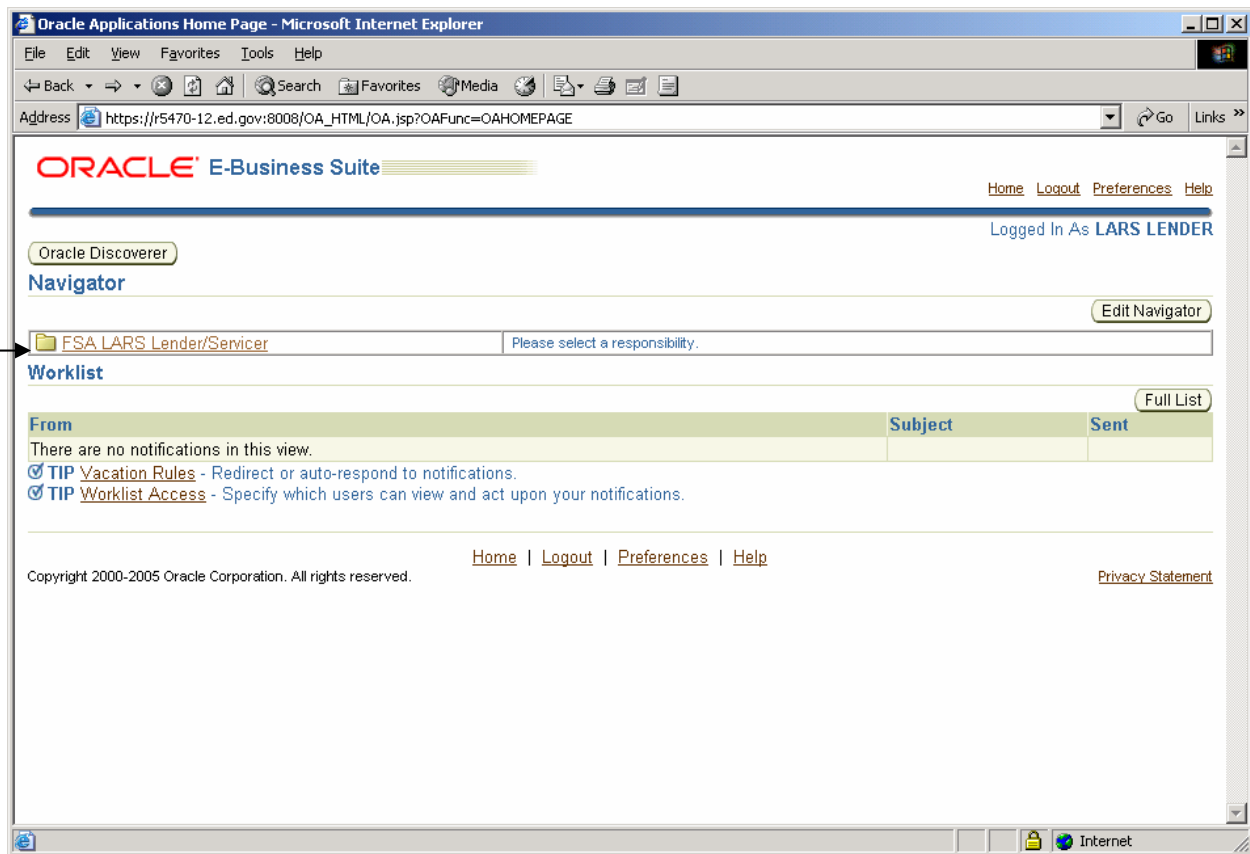 Oracle Applications Home Page - Microsoft Internet Explorer
File Edit View Favorites Tools Help
Back Search Favorites Media
Address https://r5470-12.ed.gov:8008/OA_HTML/OA.jsp?OAFunc=OAHOMEPAGE Go Links »
ORACLE E-Business Suite
Home Logout Preferences Help
Logged In As LARS LENDER
Oracle Discoverer
Navigator
Edit Navigator
FSA LARS Lender/Servicer Please select a responsibility.
Worklist
Full List
From Subject Sent
There are no notifications in this view.
TIP Vacation Rules - Redirect or auto-respond to notifications.
TIP Worklist Access - Specify which users can view and act upon your notifications.
Home | Logout | Preferences | Help
Copyright 2000-2005 Oracle Corporation. All rights reserved. Privacy Statement
Internet